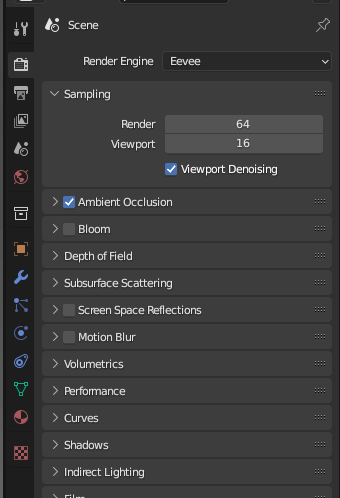 Scene
Render Engine Eevee
Sampling
Render 64
Viewport 16
Viewport Denoising
Ambient Occlusion
Bloom
Depth of Field
Subsurface Scattering
Screen Space Reflections
Motion Blur
Volumetrics
Performance
Curves
Shadows
Indirect Lighting
Film